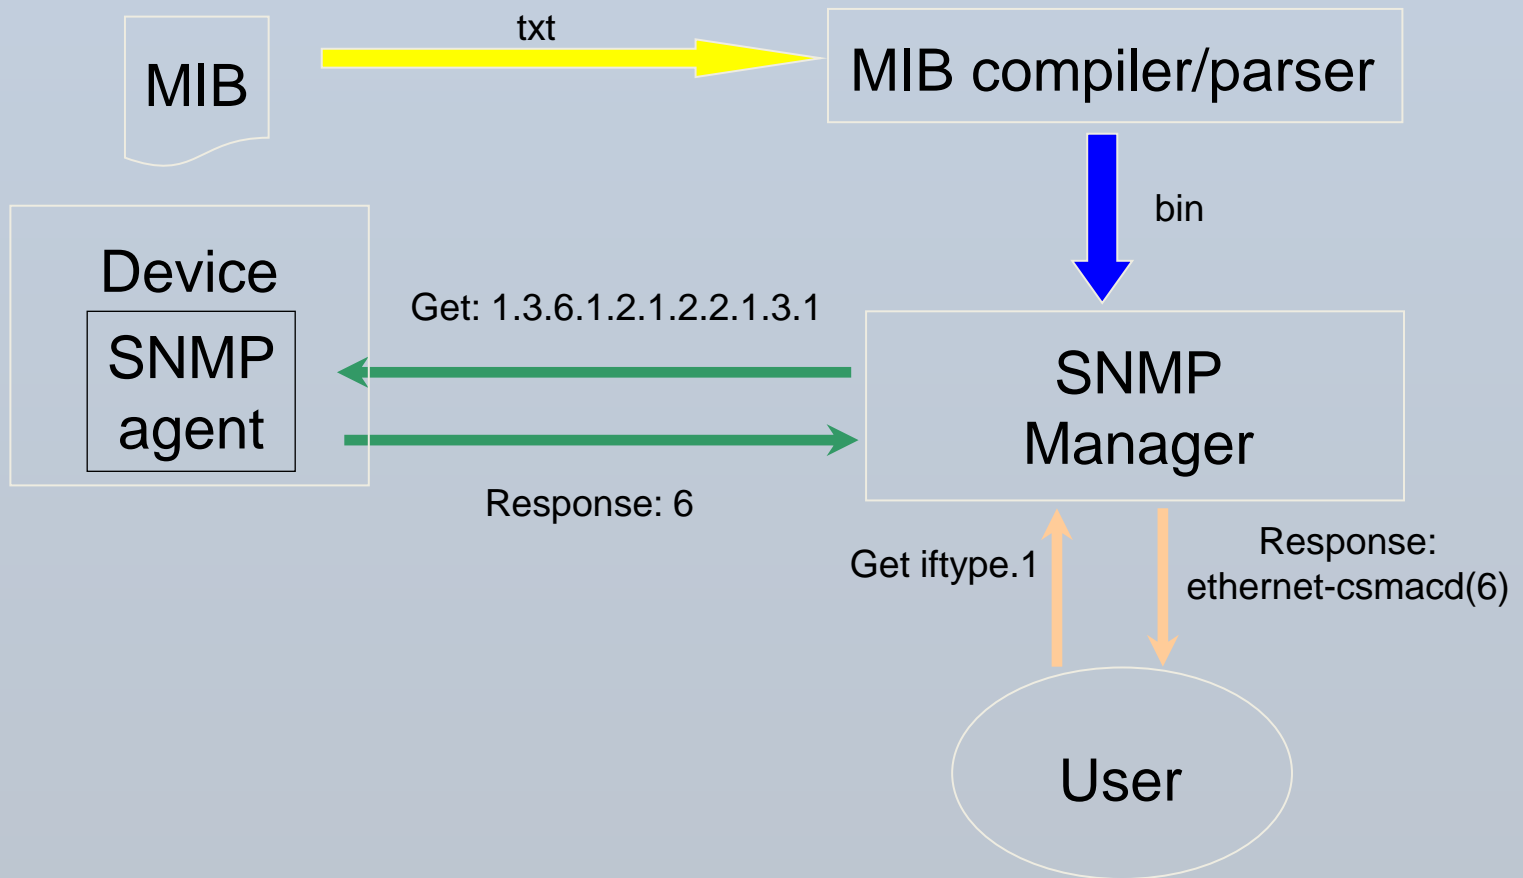 txt
MIB
MIB compiler/parser
bin
Device
SNMP
agent
Get: 1.3.6.1.2.1.2.2.1.3.1
Response: 6
SNMP
Manager
Get iftype.1
Response:
ethernet-csmacd(6)
User